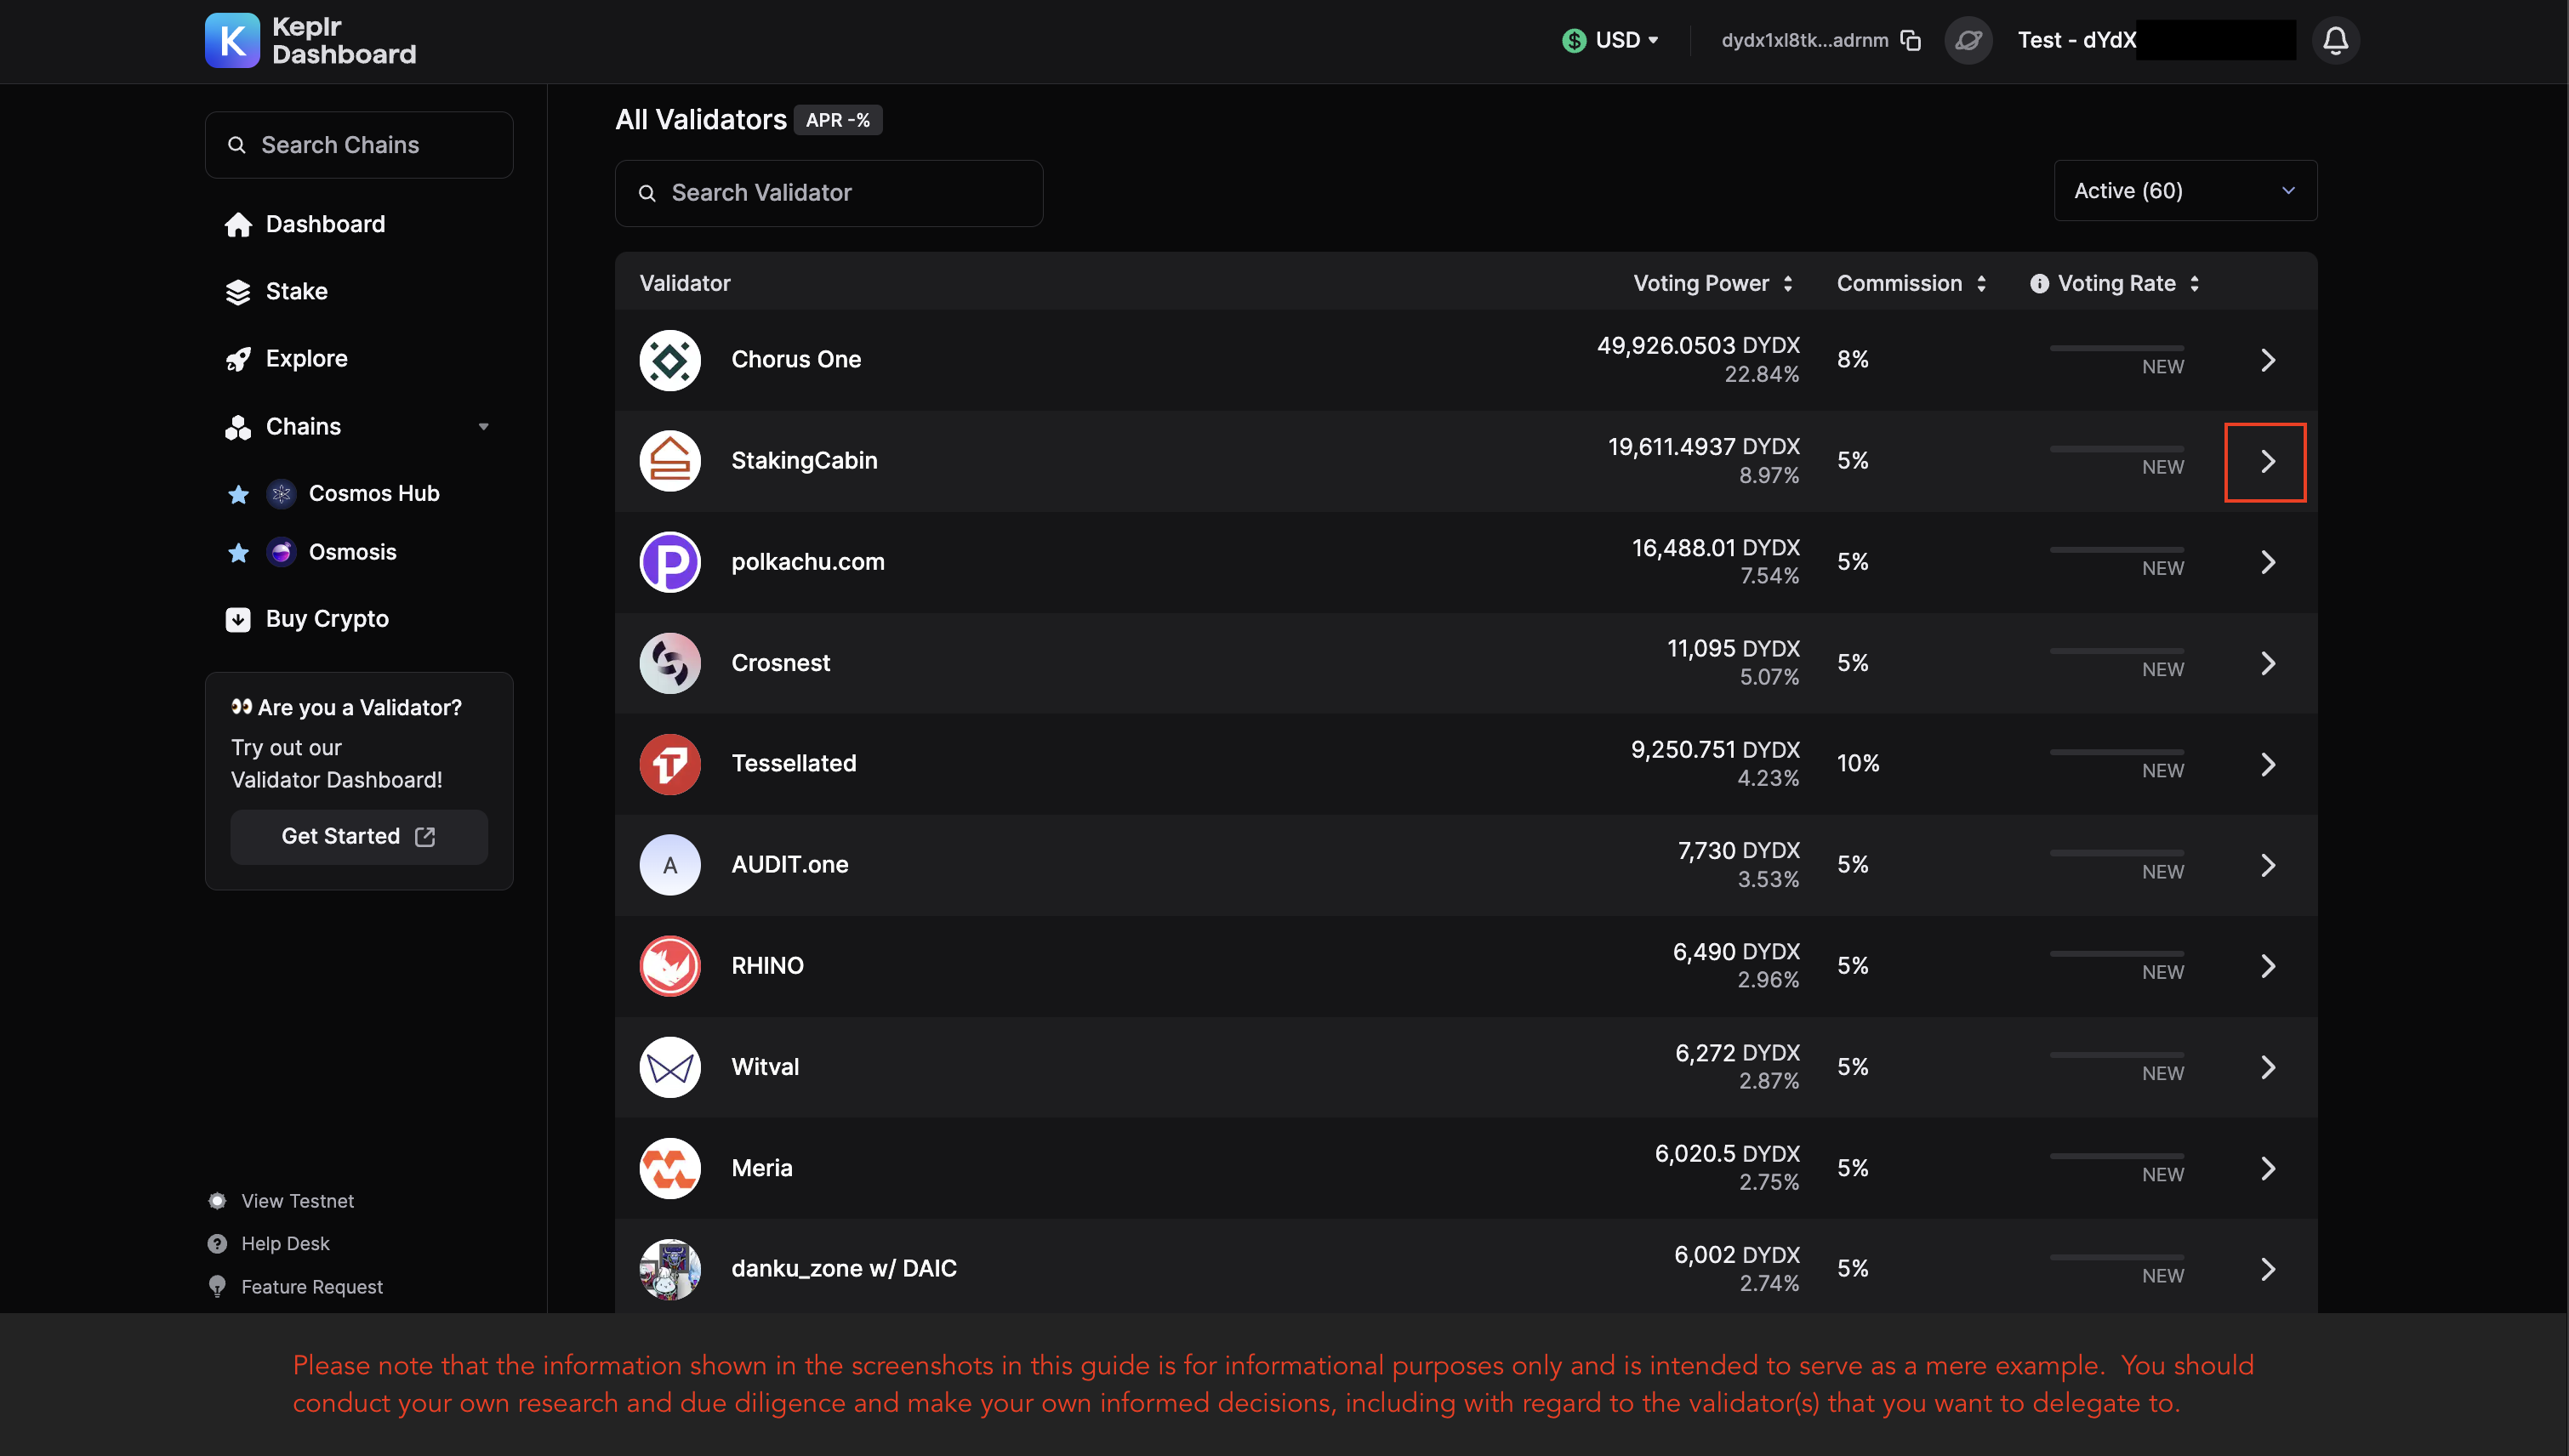 Keplr
Dashboard
USD
dydx1xl8tk...adrnm
Test - dYdX
Search Chains
Dashboard
Stake
Explore
Chains
Cosmos Hub
Osmosis
Buy Crypto
Are you a Validator?
Try out our
Validator Dashboard!
Get Started
View Testnet
Help Desk
Feature Request
All Validators APR -%
Search Validator
Active (60)
Validator Voting Power Commission Voting Rate
Chorus One 49,926.0503 DYDX 8%
22.84% NEW
StakingCabin 19,611.4937 DYDX 5%
8.97% NEW
polkachu.com 16,488.01 DYDX 5%
7.54% NEW
Crosnest 11,095 DYDX 5%
5.07% NEW
Tessellated 9,250.751 DYDX 10%
4.23% NEW
A AUDIT.one 7,730 DYDX 5%
3.53% NEW
RHINO 6,490 DYDX 5%
2.96% NEW
Witval 6,272 DYDX 5%
2.87% NEW
Meria 6,020.5 DYDX 5%
2.75% NEW
danku_zone w/ DAIC 6,002 DYDX 5%
2.74% NEW
Please note that the information shown in the screenshots in this guide is for informational purposes only and is intended to serve as a mere example. You should
conduct your own research and due diligence and make your own informed decisions, including with regard to the validator(s) that you want to delegate to.